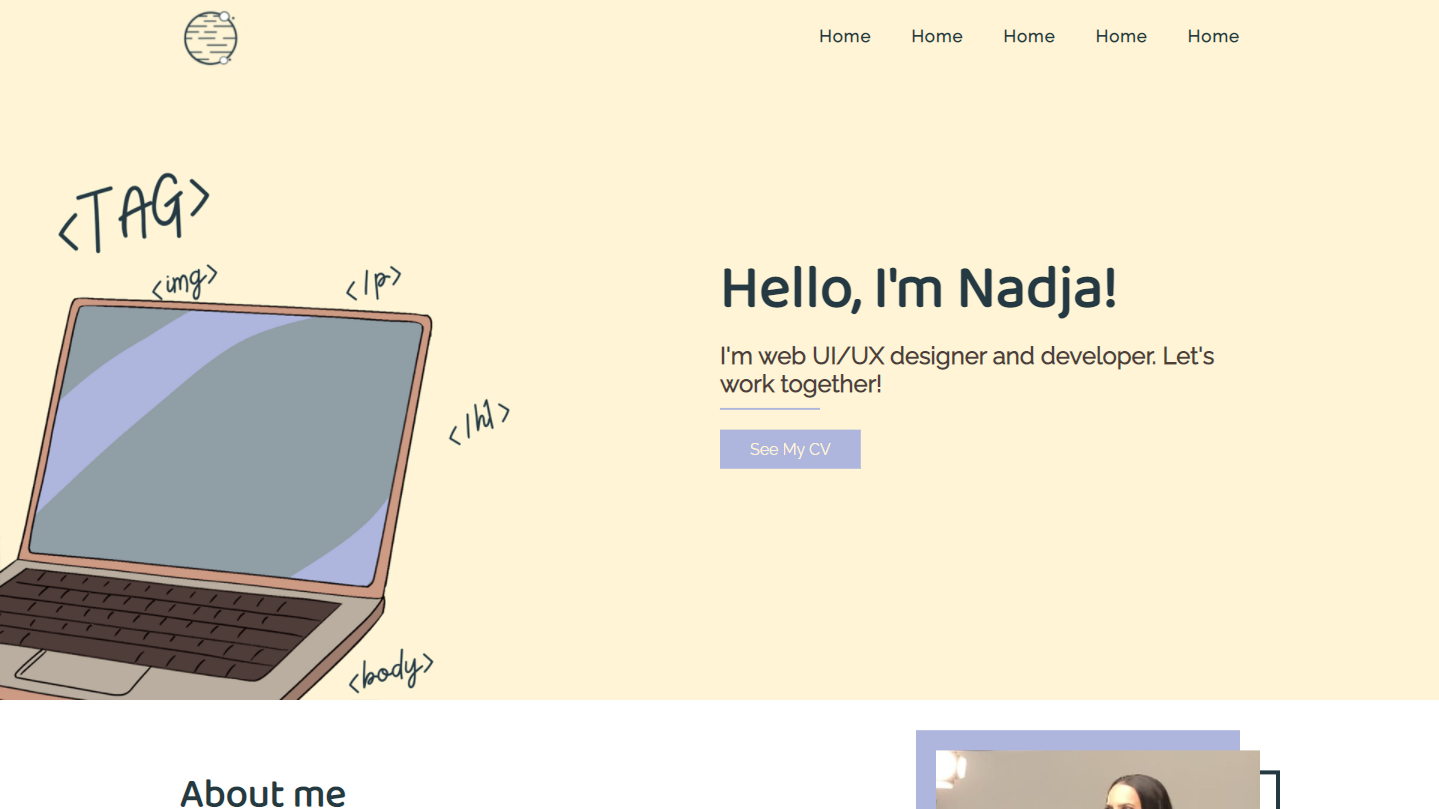 Home Home Home Home Home
<TAG>
<img>
</p>
</h1>
<body>
Hello, I'm Nadja!
I'm web UI/UX designer and developer. Let's
work together!
See My CV
About me